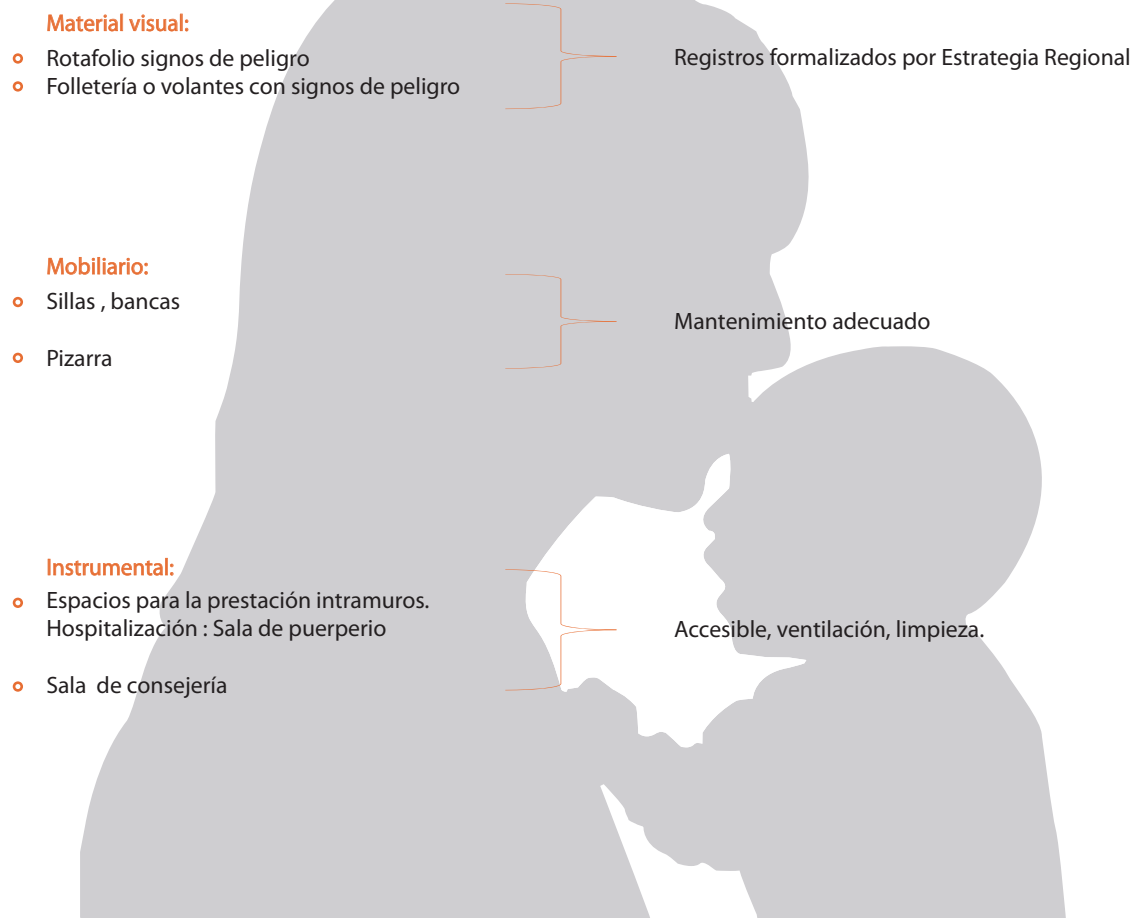 Material visual:
Rotafolio signos de peligro
Folletería o volantes con signos de peligro
Registros formalizados por Estrategia Regional
Mobiliario:
Sillas , bancas
Pizarra
Mantenimiento adecuado
Instrumental:
Espacios para la prestación intramuros.
Hospitalización : Sala de puerperio
Sala de consejería
Accesible, ventilación, limpieza.